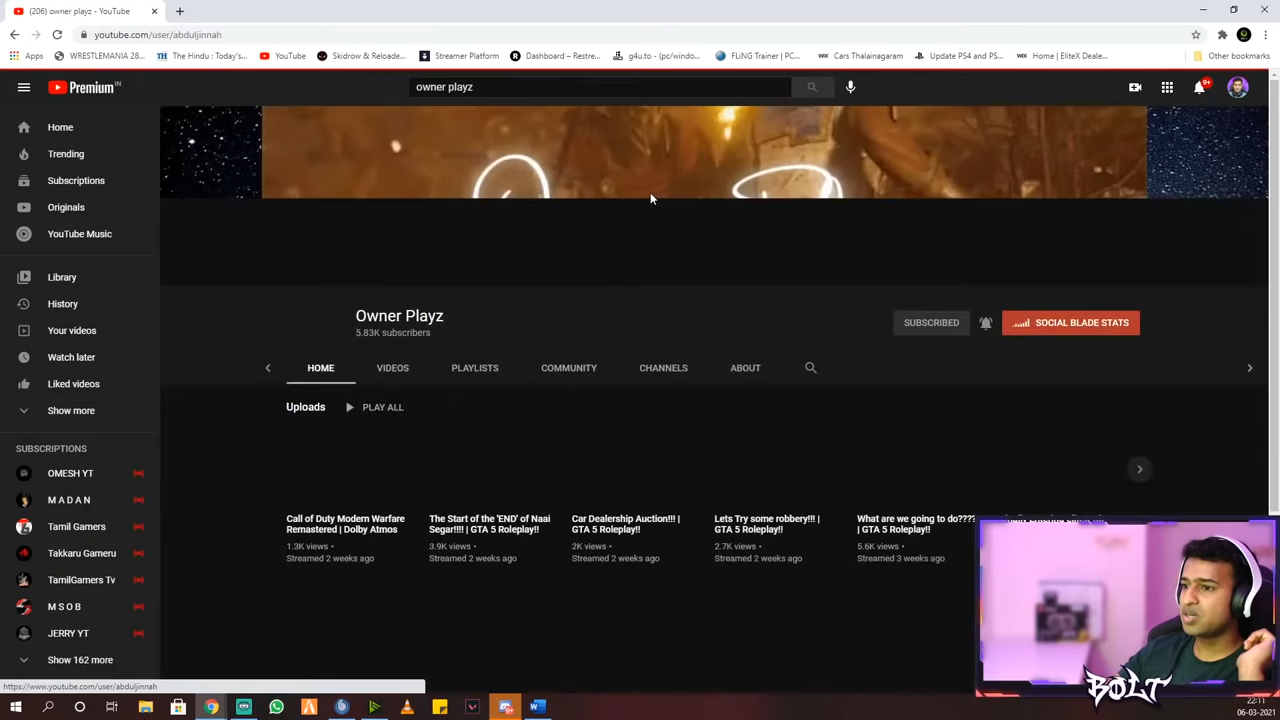 (206) owner playz - YouTube
youtube.com/user/abduljinnah
Apps
WRESTLEMANIA 28...
The Hindu : Today's...
YouTube
Skidrow & Reloade...
Streamer Platform
Dashboard – Restre...
g4u.to - (pc/windo...
FLiNG Trainer | PC...
Cars Thalainagaram
Update PS4 and PS...
Home | EliteX Deale...
Other bookmarks
Premium IN
owner playz
9+
Home
Trending
Subscriptions
Originals
YouTube Music
Library
History
Your videos
Watch later
Liked videos
Show more
SUBSCRIPTIONS
OMESH YT
M A D A N
Tamil Gamers
Takkaru Gameru
TamilGamers Tv
M S O B
JERRY YT
Show 162 more
Owner Playz
5.83K subscribers
SUBSCRIBED
SOCIAL BLADE STATS
HOME
VIDEOS
PLAYLISTS
COMMUNITY
CHANNELS
ABOUT
Uploads
PLAY ALL
Call of Duty Modern Warfare
Remastered | Dolby Atmos
1.3K views •
Streamed 2 weeks ago
The Start of the 'END' of Naai
Segar!!!! | GTA 5 Roleplay!!
3.9K views •
Streamed 2 weeks ago
Car Dealership Auction!!! |
GTA 5 Roleplay!!
2K views •
Streamed 2 weeks ago
Lets Try some robbery!!! |
GTA 5 Roleplay!!
2.7K views •
Streamed 2 weeks ago
What are we going to do????
| GTA 5 Roleplay!!
5.6K views •
Streamed 3 weeks ago
BOLT
https://www.youtube.com/user/abduljinnah
22:11
06-03-2021